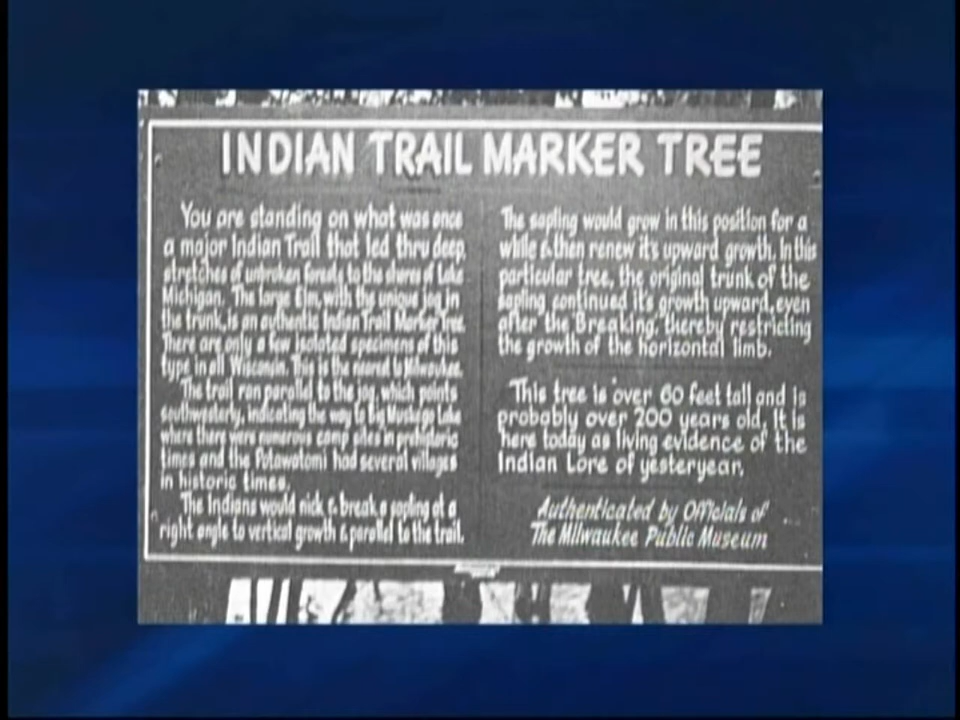 INDIAN TRAIL MARKER TREE
You are standing on what was once
a major Indian Trail that led thru deep
stretches of unbroken forests to the shores of Lake
Michigan. The large Elm, with the unique jog in
the trunk, is an authentic Indian Trail Marker Tree.
There are only a few isolated specimens of this
type in all Wisconsin. This is the nearest to Milwaukee.
The trail ran parallel to the jog, which points
southwesterly, indicating the way to Big Muskego Lake
where there were numerous camp sites in prehistoric
times and the Potawatomi had several villages
in historic times.
The Indians would nick & break a sapling at a
right angle to vertical growth & parallel to the trail.
The sapling would grow in this position for a
while & then renew it's upward growth. In this
particular tree, the original trunk of the
sapling continued it's growth upward, even
after the Breaking, thereby restricting
the growth of the horizontal limb.
This tree is over 60 feet tall and is
probably over 200 years old. It is
here today as living evidence of the
Indian Lore of yesteryear.
Authenticated by Officials of
The Milwaukee Public Museum